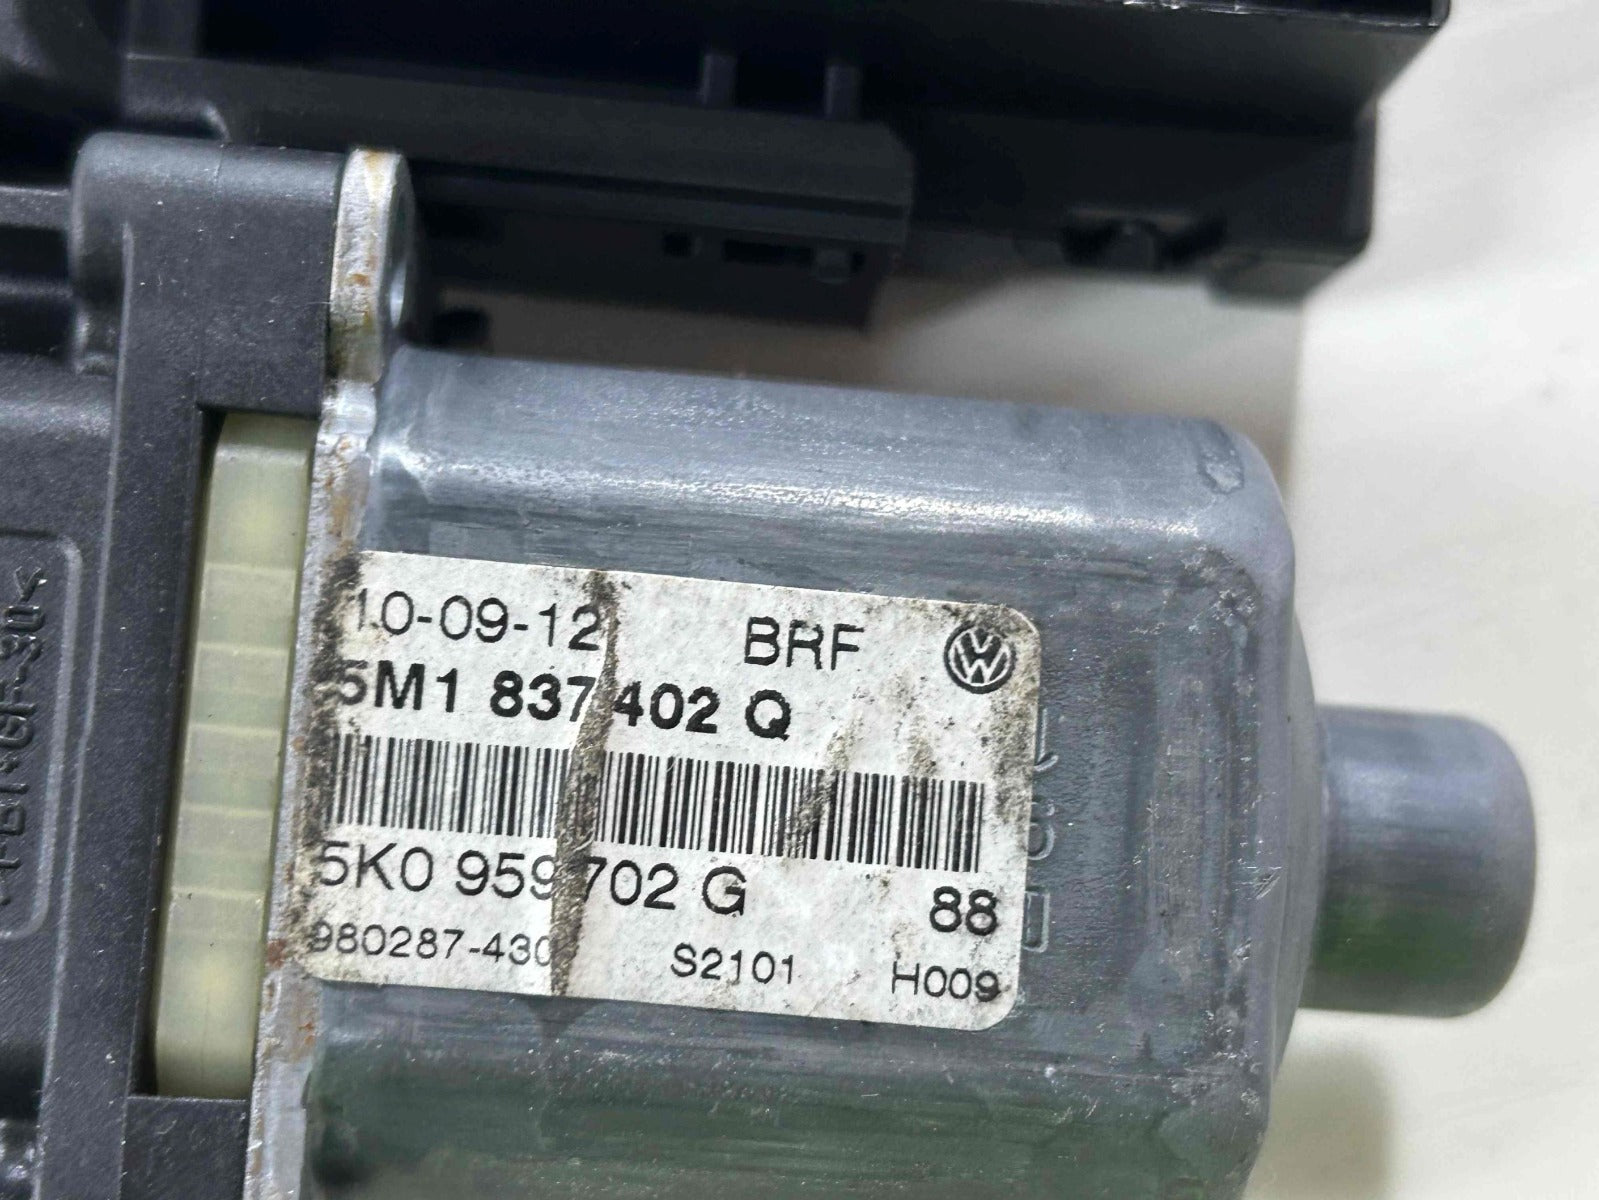 10-09-12 BRF
5M1 837 402 Q
5K0 959 702 G 88
980287-430 S2101 H009